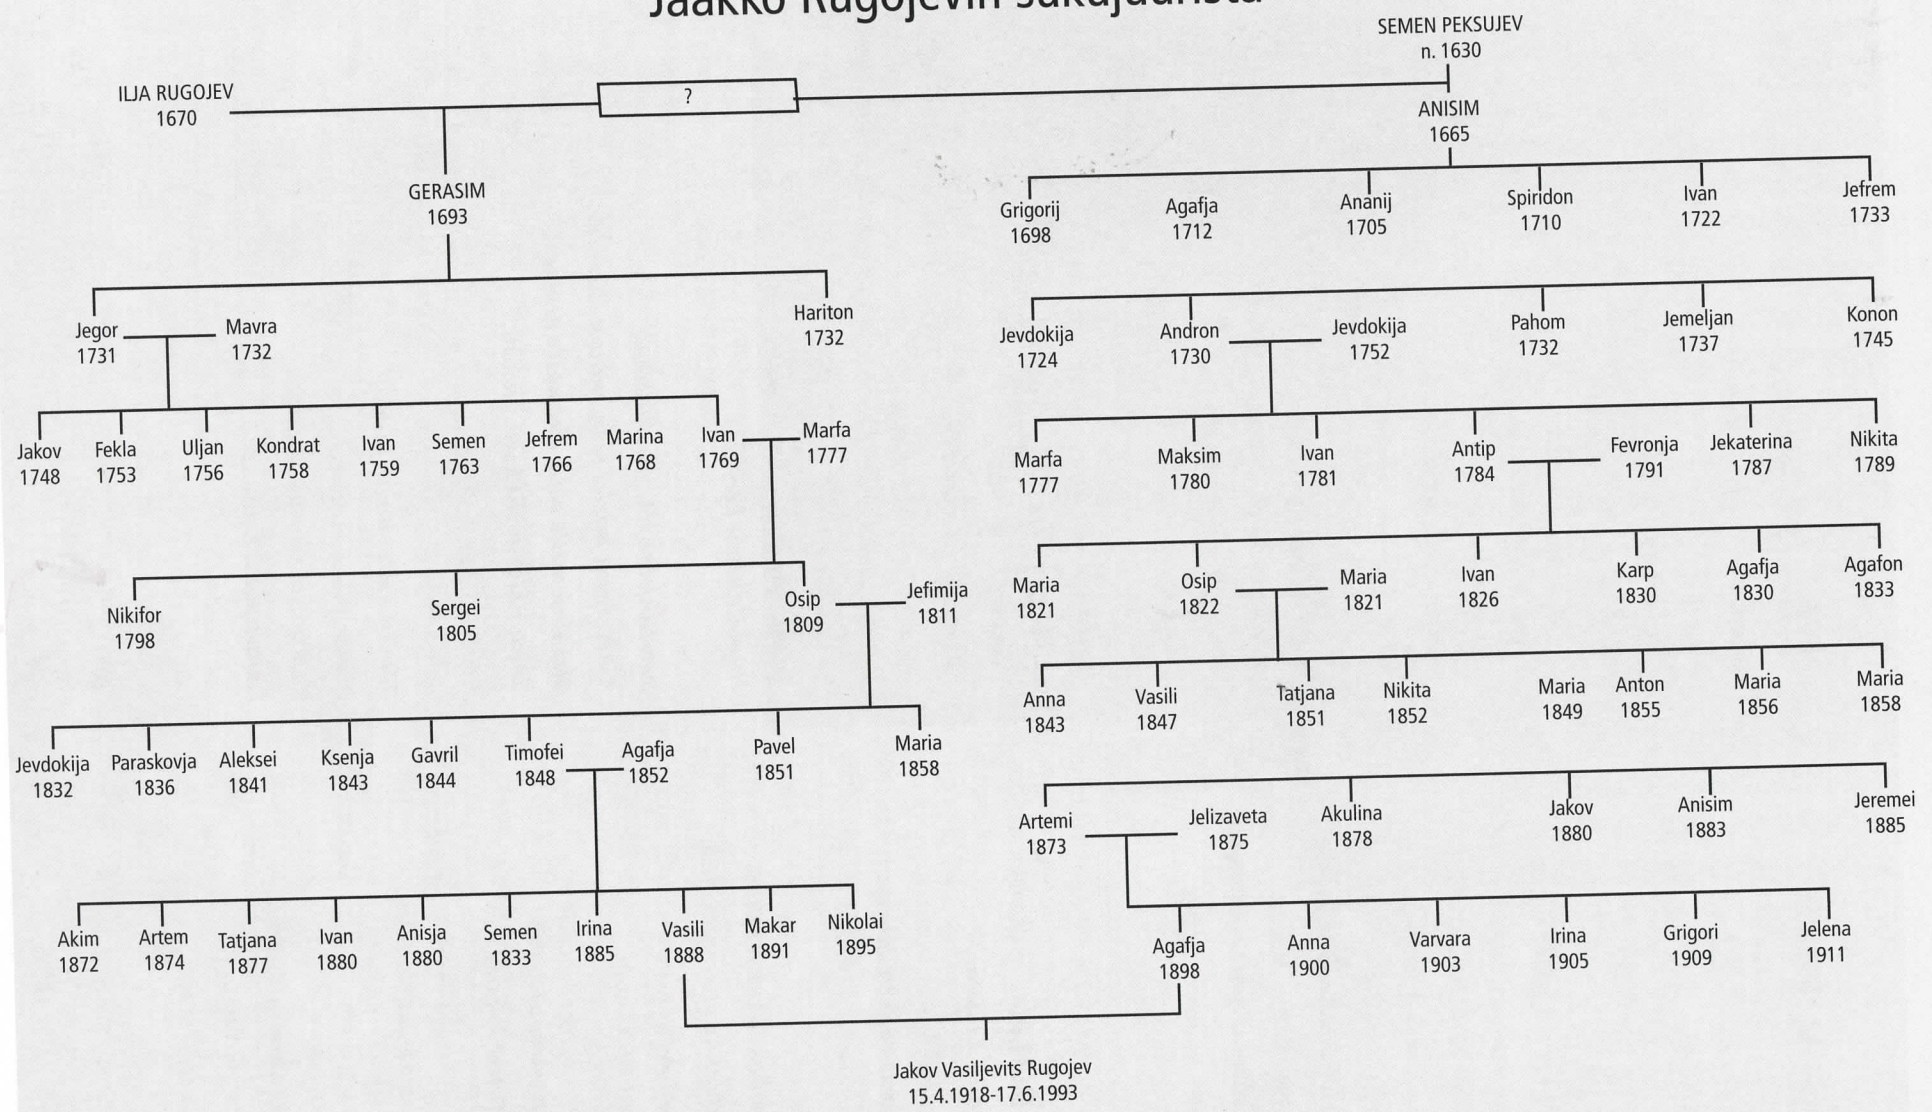 Jaakko Rugojevin sukujuurista
SEMEN PEKSUJEV
n. 1630
ILJA RUGOJEV
1670
?
ANISIM
1665
GERASIM
1693
Grigorij
1698
Agafja
1712
Ananij
1705
Spiridon
1710
Ivan
1722
Jefrem
1733
Jegor
1731
Mavra
1732
Hariton
1732
Jevdokija
1724
Andron
1730
Jevdokija
1752
Pahom
1732
Jemeljan
1737
Konon
1745
Jakov
1748
Fekla
1753
Uljan
1756
Kondrat
1758
Ivan
1759
Semen
1763
Jefrem
1766
Marina
1768
Ivan
1769
Marfa
1777
Marfa
1777
Maksim
1780
Ivan
1781
Antip
1784
Fevronja
1791
Jekaterina
1787
Nikita
1789
Nikifor
1798
Sergei
1805
Osip
1809
Jefimija
1811
Maria
1821
Osip
1822
Maria
1821
Ivan
1826
Karp
1830
Agafja
1830
Agafon
1833
Anna
1843
Vasili
1847
Tatjana
1851
Nikita
1852
Maria
1849
Anton
1855
Maria
1856
Maria
1858
Jevdokija
1832
Paraskovja
1836
Aleksei
1841
Ksenja
1843
Gavril
1844
Timofei
1848
Agafja
1852
Pavel
1851
Maria
1858
Artemi
1873
Jelizaveta
1875
Akulina
1878
Jakov
1880
Anisim
1883
Jeremei
1885
Akim
1872
Artem
1874
Tatjana
1877
Ivan
1880
Anisja
1880
Semen
1833
Irina
1885
Vasili
1888
Makar
1891
Nikolai
1895
Agafja
1898
Anna
1900
Varvara
1903
Irina
1905
Grigori
1909
Jelena
1911
Jakov Vasiljevits Rugojev
15.4.1918-17.6.1993